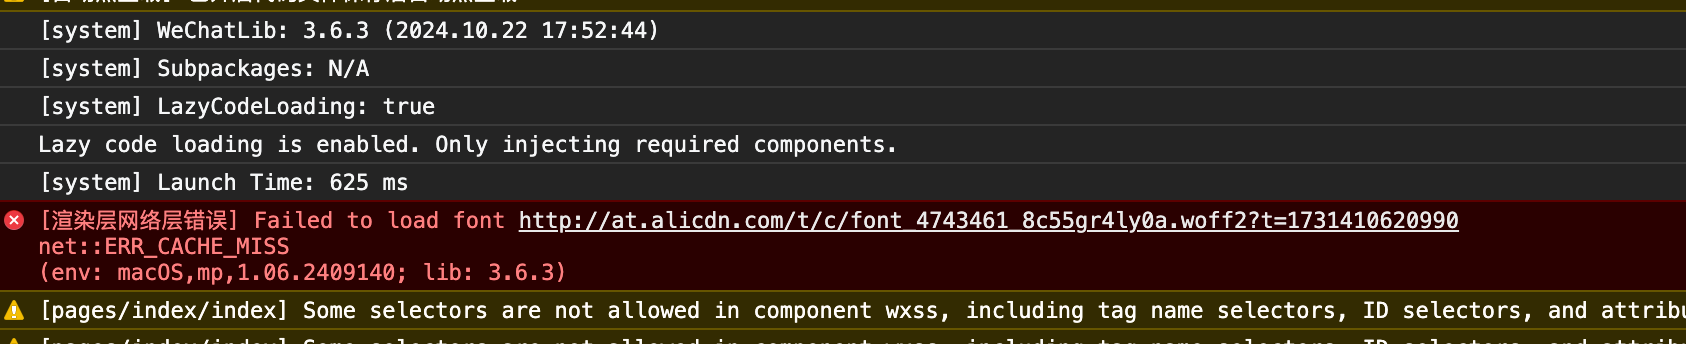 [system] WeChatLib: 3.6.3 (2024.10.22 17:52:44)
[system] Subpackages: N/A
[system] LazyCodeLoading: true
Lazy code loading is enabled. Only injecting required components.
[system] Launch Time: 625 ms
[渲染层网络层错误] Failed to load font http://at.alicdn.com/t/c/font_4743461_8c55gr4ly0a.woff2?t=1731410620990
net::ERR_CACHE_MISS
(env: macOS,mp,1.06.2409140; lib: 3.6.3)
[pages/index/index] Some selectors are not allowed in component wxss, including tag name selectors, ID selectors, and attribu